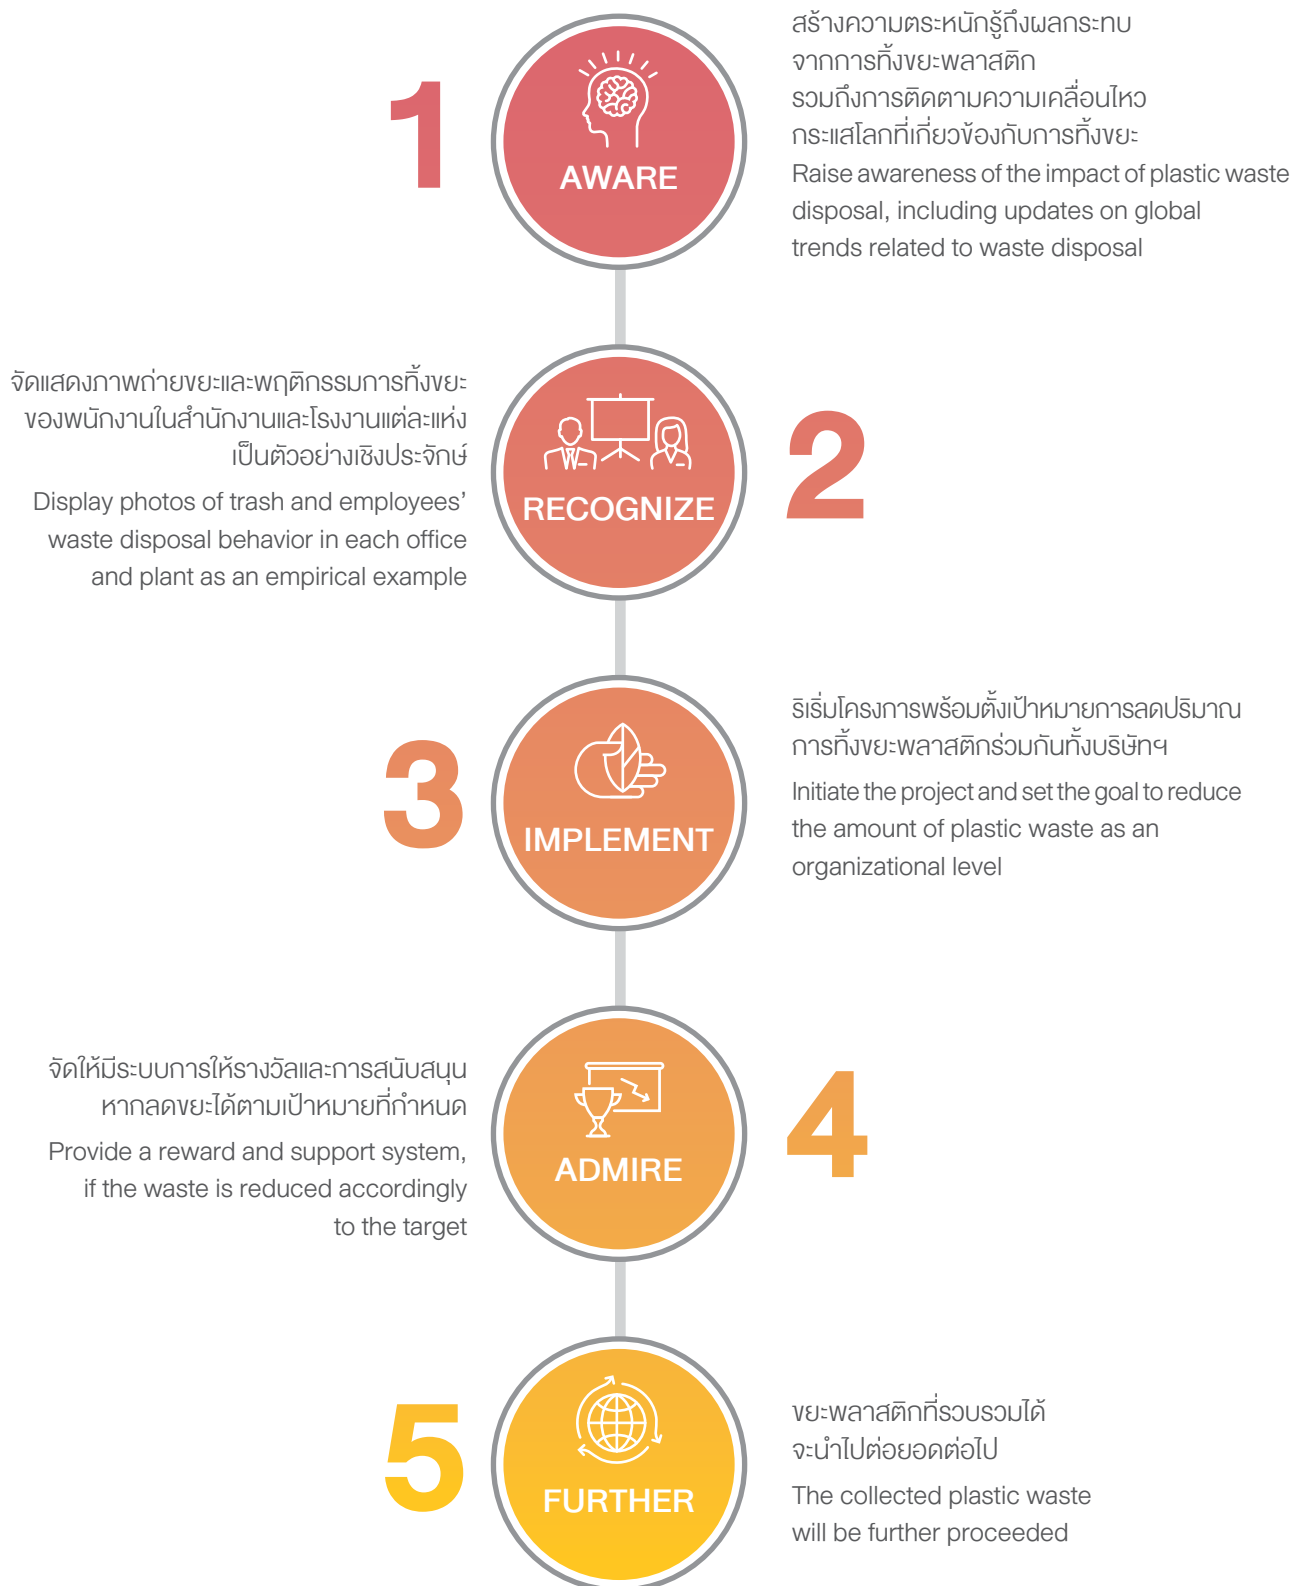 1
AWARE
สร้างความตระหนักรู้ถึงผลกระทบ
จากการทิ้งขยะพลาสติก
รวมถึงการติดตามความเคลื่อนไหว
กระแสโลกที่เกี่ยวข้องกับการทิ้งขยะ
Raise awareness of the impact of plastic waste
disposal, including updates on global
trends related to waste disposal
จัดแสดงภาพถ่ายขยะและพฤติกรรมการทิ้งขยะ
ของพนักงานในสำนักงานและโรงงานแต่ละแห่ง
เป็นตัวอย่างเชิงประจักษ์
Display photos of trash and employees’
waste disposal behavior in each office
and plant as an empirical example
RECOGNIZE
2
3
IMPLEMENT
ริเริ่มโครงการพร้อมตั้งเป้าหมายการลดปริมาณ
การทิ้งขยะพลาสติกร่วมกันทั้งบริษัทฯ
Initiate the project and set the goal to reduce
the amount of plastic waste as an
organizational level
จัดให้มีระบบการให้รางวัลและการสนับสนุน
หากลดขยะได้ตามเป้าหมายที่กำหนด
Provide a reward and support system,
if the waste is reduced accordingly
to the target
ADMIRE
4
5
FURTHER
ขยะพลาสติกที่รวบรวมได้
จะนำไปต่อยอดต่อไป
The collected plastic waste
will be further proceeded